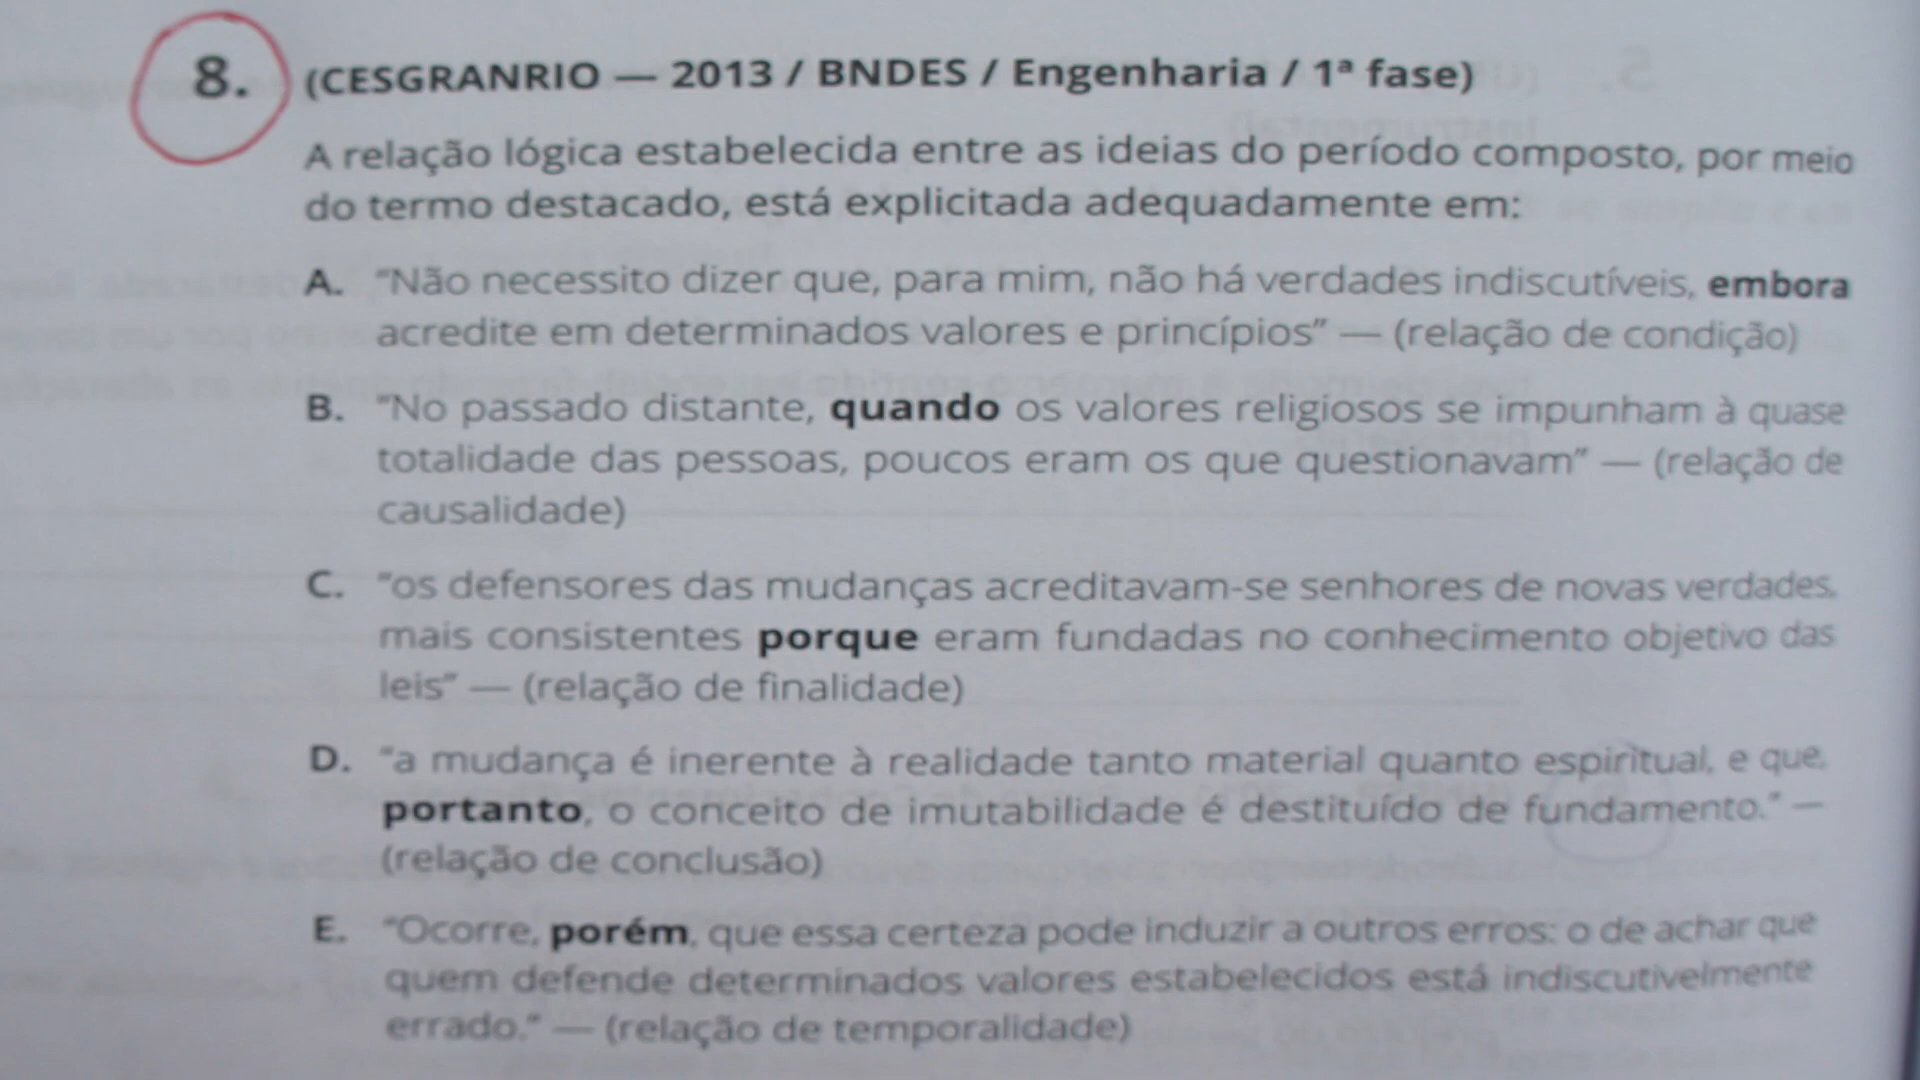 8. (CESGRANRIO — 2013 / BNDES / Engenharia / 1ª fase)
A relação lógica estabelecida entre as ideias do período composto, por meio
do termo destacado, está explicitada adequadamente em:
A. “Não necessito dizer que, para mim, não há verdades indiscutíveis, embora
acredite em determinados valores e princípios” — (relação de condição)
B. “No passado distante, quando os valores religiosos se impunham à quase
totalidade das pessoas, poucos eram os que questionavam” — (relação de
causalidade)
C. “os defensores das mudanças acreditavam-se senhores de novas verdades,
mais consistentes porque eram fundadas no conhecimento objetivo das
leis” — (relação de finalidade)
D. “a mudança é inerente à realidade tanto material quanto espiritual, e que,
portanto, o conceito de imutabilidade é destituído de fundamento.” —
(relação de conclusão)
E. “Ocorre, porém, que essa certeza pode induzir a outros erros: o de achar que
quem defende determinados valores estabelecidos está indiscutivelmente
errado.” — (relação de temporalidade)